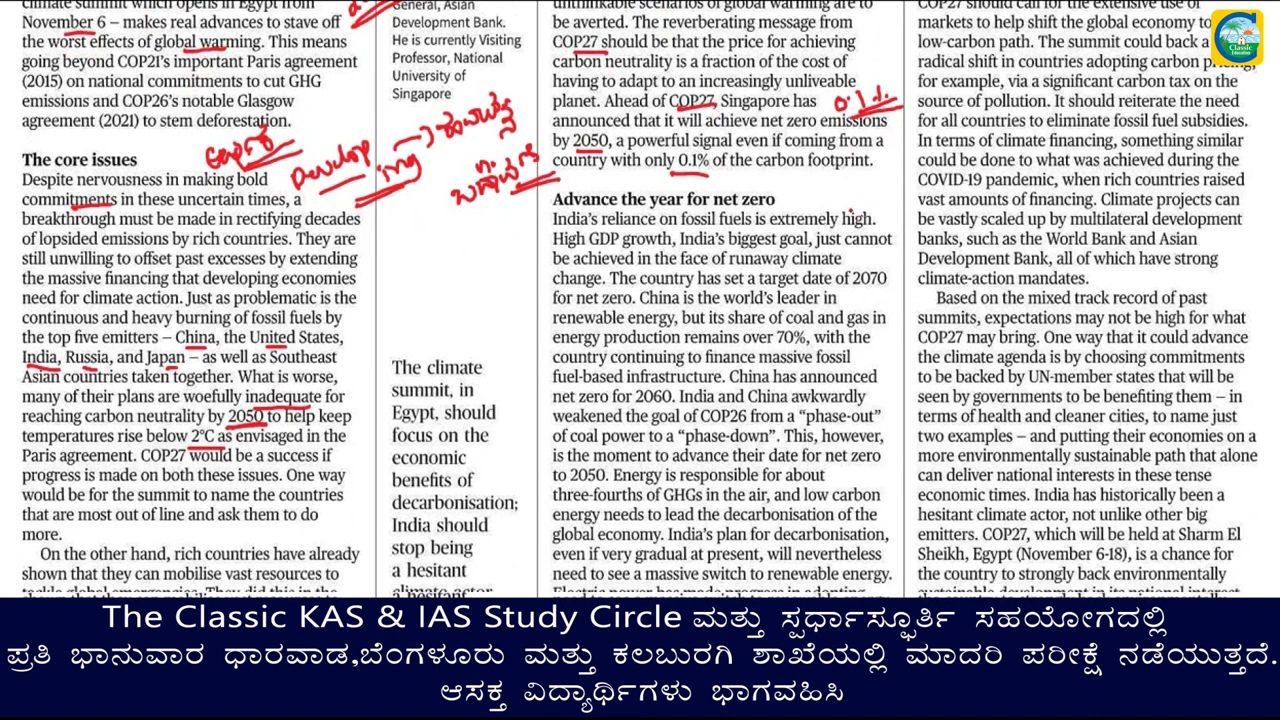 climate summit which opens in Egypt from
November 6 – makes real advances to stave off
the worst effects of global warming. This means
going beyond COP21's important Paris agreement
(2015) on national commitments to cut GHG
emissions and COP26's notable Glasgow
agreement (2021) to stem deforestation.
The core issues
Despite nervousness in making bold
commitments in these uncertain times, a
breakthrough must be made in rectifying decades
of lopsided emissions by rich countries. They are
still unwilling to offset past excesses by extending
the massive financing that developing economies
need for climate action. Just as problematic is the
continuous and heavy burning of fossil fuels by
the top five emitters – China, the United States,
India, Russia, and Japan – as well as Southeast
Asian countries taken together. What is worse,
many of their plans are woefully inadequate for
reaching carbon neutrality by 2050 to help keep
temperatures rise below 2°C as envisaged in the
Paris agreement. COP27 would be a success if
progress is made on both these issues. One way
would be for the summit to name the countries
that are most out of line and ask them to do
more.
On the other hand, rich countries have already
shown that they can mobilise vast resources to
General, Asian
Development Bank.
He is currently Visiting
Professor, National
University of
Singapore
Develop
ing
The climate
summit, in
Egypt, should
focus on the
economic
benefits of
decarbonisation;
India should
stop being
a hesitant
climate actor
unthinkable scenarios of global warming are to
be averted. The reverberating message from
COP27 should be that the price for achieving
carbon neutrality is a fraction of the cost of
having to adapt to an increasingly unliveable
planet. Ahead of COP27, Singapore has
0.1%
announced that it will achieve net zero emissions
by 2050, a powerful signal even if coming from a
country with only 0.1% of the carbon footprint.
Advance the year for net zero
India's reliance on fossil fuels is extremely high.
High GDP growth, India's biggest goal, just cannot
be achieved in the face of runaway climate
change. The country has set a target date of 2070
for net zero. China is the world's leader in
renewable energy, but its share of coal and gas in
energy production remains over 70%, with the
country continuing to finance massive fossil
fuel-based infrastructure. China has announced
net zero for 2060. India and China awkwardly
weakened the goal of COP26 from a “phase-out”
of coal power to a “phase-down”. This, however,
is the moment to advance their date for net zero
to 2050. Energy is responsible for about
three-fourths of GHGs in the air, and low carbon
energy needs to lead the decarbonisation of the
global economy. India's plan for decarbonisation,
even if very gradual at present, will nevertheless
need to see a massive switch to renewable energy.
COP27 should call for the extensive use of
markets to help shift the global economy to
low-carbon path. The summit could back a
radical shift in countries adopting carbon pricing,
for example, via a significant carbon tax on the
source of pollution. It should reiterate the need
for all countries to eliminate fossil fuel subsidies.
In terms of climate financing, something similar
could be done to what was achieved during the
COVID-19 pandemic, when rich countries raised
vast amounts of financing. Climate projects can
be vastly scaled up by multilateral development
banks, such as the World Bank and Asian
Development Bank, all of which have strong
climate-action mandates.
Based on the mixed track record of past
summits, expectations may not be high for what
COP27 may bring. One way that it could advance
the climate agenda is by choosing commitments
to be backed by UN-member states that will be
seen by governments to be benefiting them – in
terms of health and cleaner cities, to name just
two examples – and putting their economies on a
more environmentally sustainable path that alone
can deliver national interests in these tense
economic times. India has historically been a
hesitant climate actor, not unlike other big
emitters. COP27, which will be held at Sharm El
Sheikh, Egypt (November 6-18), is a chance for
the country to strongly back environmentally
Classic
Education
The Classic KAS & IAS Study Circle ಮತ್ತು ಸ್ಪರ್ಧಾಸ್ಫೂರ್ತಿ ಸಹಯೋಗದಲ್ಲಿ
ಪ್ರತಿ ಭಾನುವಾರ ಧಾರವಾಡ,ಬೆಂಗಳೂರು ಮತ್ತು ಕಲಬುರಗಿ ಶಾಖೆಯಲ್ಲಿ ಮಾದರಿ ಪರೀಕ್ಷೆ ನಡೆಯುತ್ತದೆ.
ಆಸಕ್ತ ವಿದ್ಯಾರ್ಥಿಗಳು ಭಾಗವಹಿಸಿ